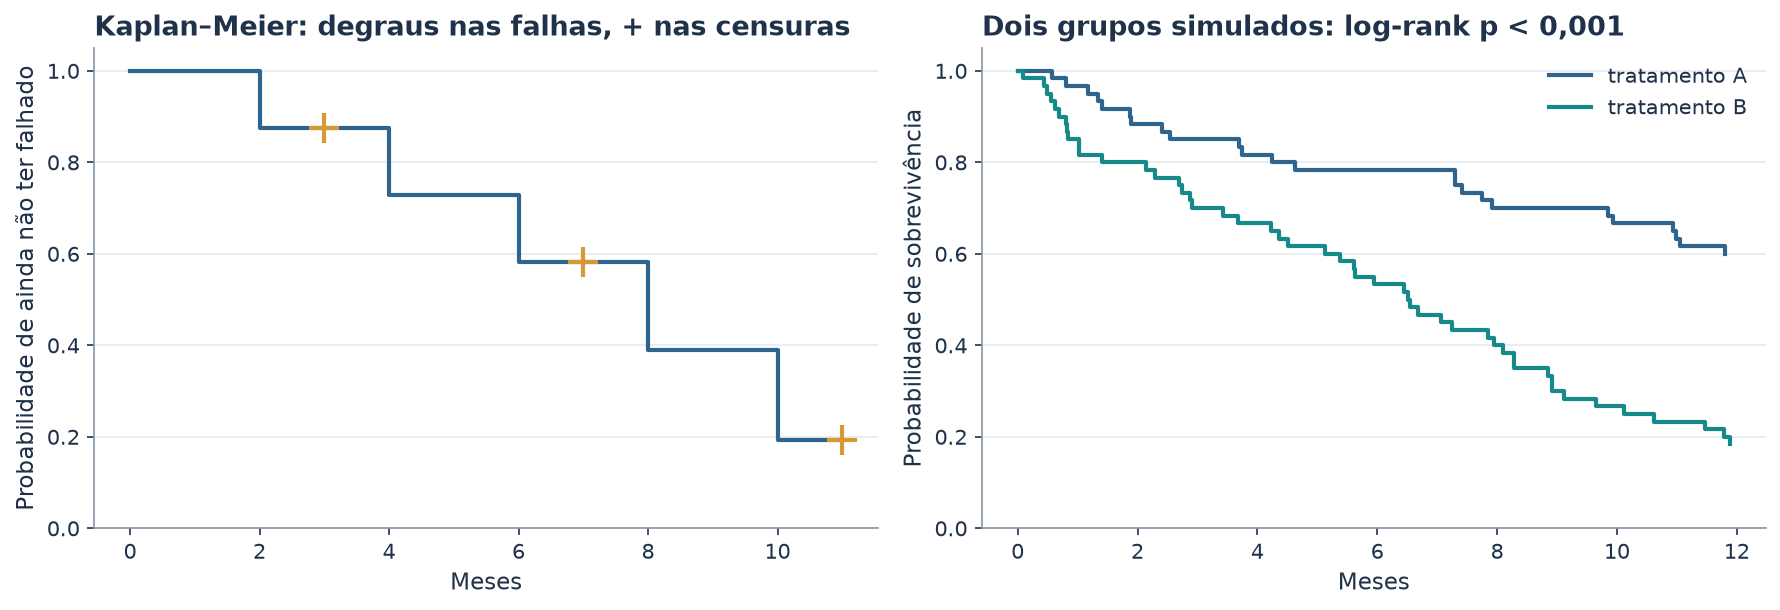 Kaplan–Meier: degraus nas falhas, + nas censuras
Probabilidade de ainda não ter falhado
1.0
0.8
0.6
0.4
0.2
0.0
0 2 4 6 8 10
Meses
Dois grupos simulados: log-rank p < 0,001
Probabilidade de sobrevivência
1.0
0.8
0.6
0.4
0.2
0.0
tratamento A
tratamento B
0 2 4 6 8 10 12
Meses